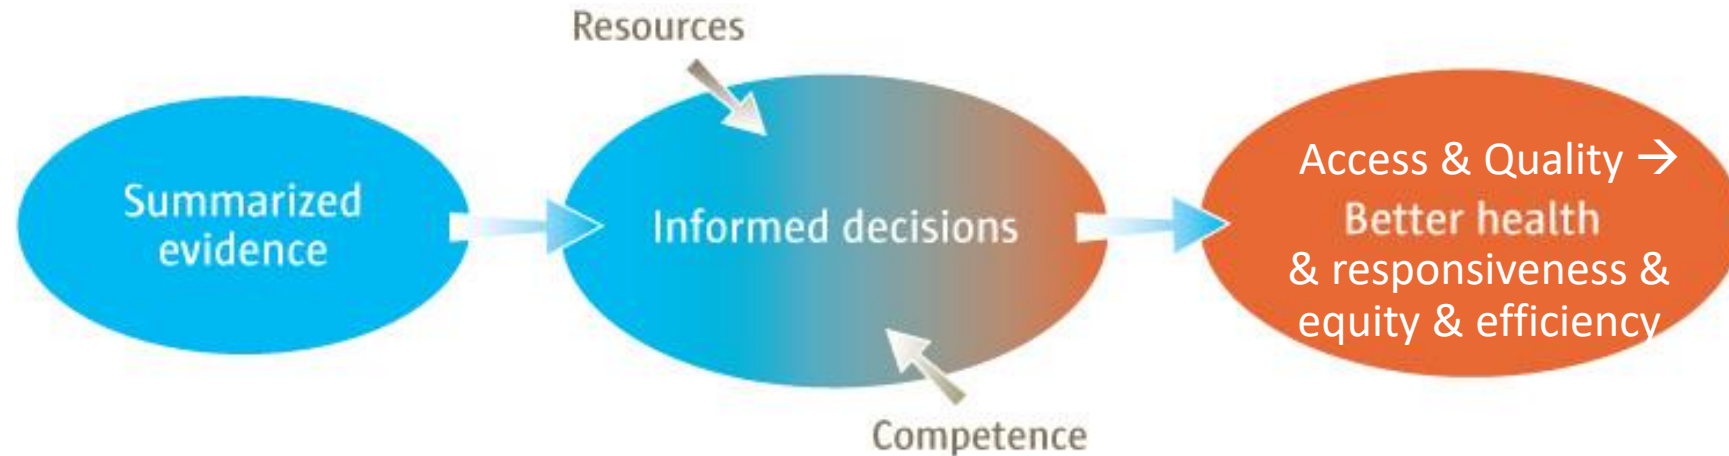 Resources
Summarized
evidence
Informed decisions
Access & Quality →
Better health
& responsiveness &
equity & efficiency
Competence